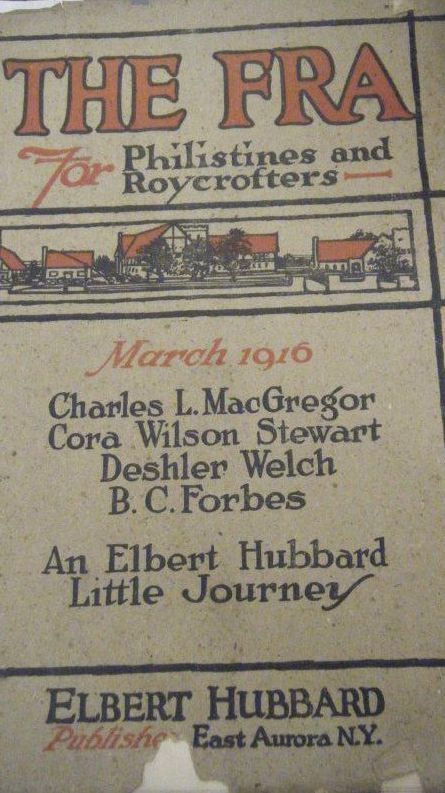 THE FRA
For Philistines and
Roycrofters
March 1916
Charles L. MacGregor
Cora Wilson Stewart
Deshler Welch
B. C. Forbes
An Elbert Hubbard
Little Journey
ELBERT HUBBARD
Publishe East Aurora N.Y.